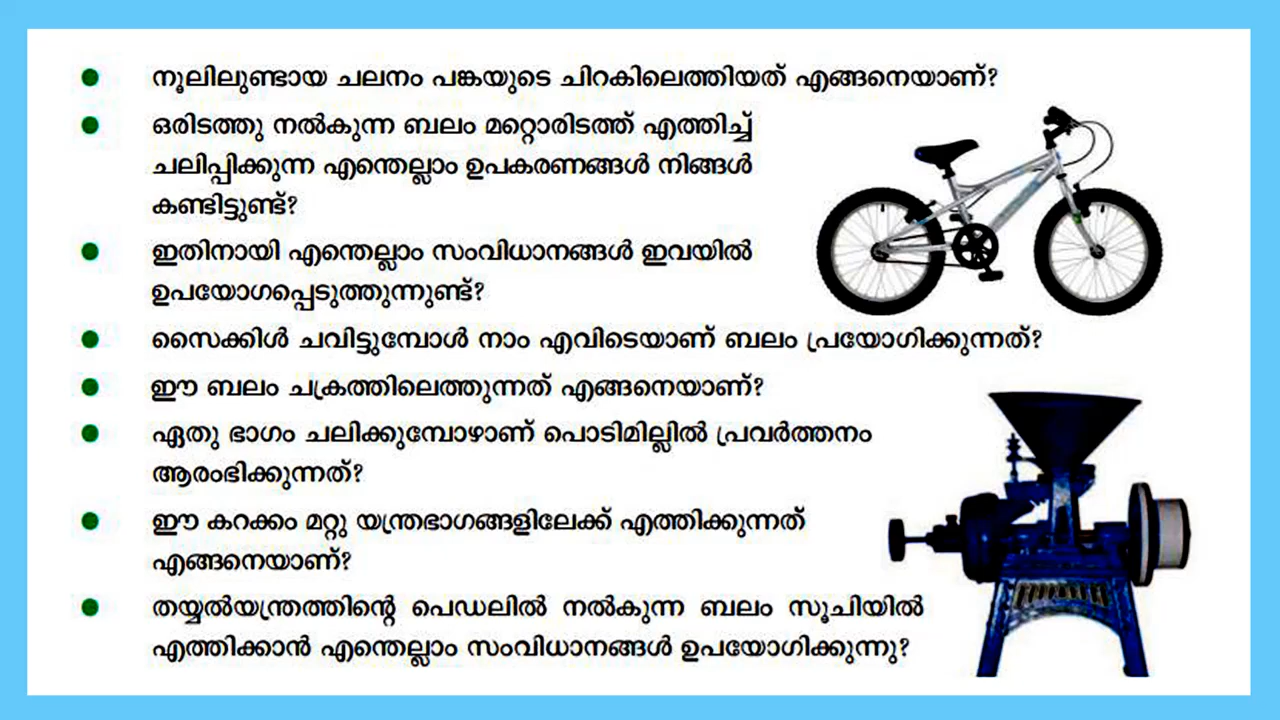 നൂലിലുണ്ടായ ചലനം പങ്കയുടെ ചിറകിലെത്തിയത് എങ്ങനെയാണ്?
ഒരിടത്തു നൽകുന്ന ബലം മറ്റൊരിടത്ത് എത്തിച്ച്
ചലിപ്പിക്കുന്ന എന്തെല്ലാം ഉപകരണങ്ങൾ നിങ്ങൾ
കണ്ടിട്ടുണ്ട്?
ഇതിനായി എന്തെല്ലാം സംവിധാനങ്ങൾ ഇവയിൽ
ഉപയോഗപ്പെടുത്തുന്നുണ്ട്?
സൈക്കിൾ ചവിട്ടുമ്പോൾ നാം എവിടെയാണ് ബലം പ്രയോഗിക്കുന്നത്?
ഈ ബലം ചക്രത്തിലെത്തുന്നത് എങ്ങനെയാണ്?
ഏതു ഭാഗം ചലിക്കുമ്പോഴാണ് പൊടിമില്ലിൽ പ്രവർത്തനം
ആരംഭിക്കുന്നത്?
ഈ കറക്കം മറ്റു യന്ത്രഭാഗങ്ങളിലേക്ക് എത്തിക്കുന്നത്
എങ്ങനെയാണ്?
തയ്യൽയന്ത്രത്തിന്റെ പെഡലിൽ നൽകുന്ന ബലം സൂചിയിൽ
എത്തിക്കാൻ എന്തെല്ലാം സംവിധാനങ്ങൾ ഉപയോഗിക്കുന്നു?